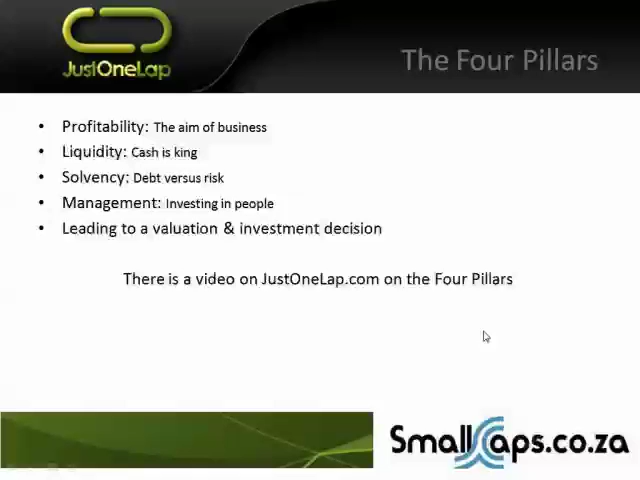 JustOneLap
The Four Pillars
• Profitability: The aim of business
• Liquidity: Cash is king
• Solvency: Debt versus risk
• Management: Investing in people
• Leading to a valuation & investment decision
There is a video on JustOneLap.com on the Four Pillars
SmallCaps.co.za